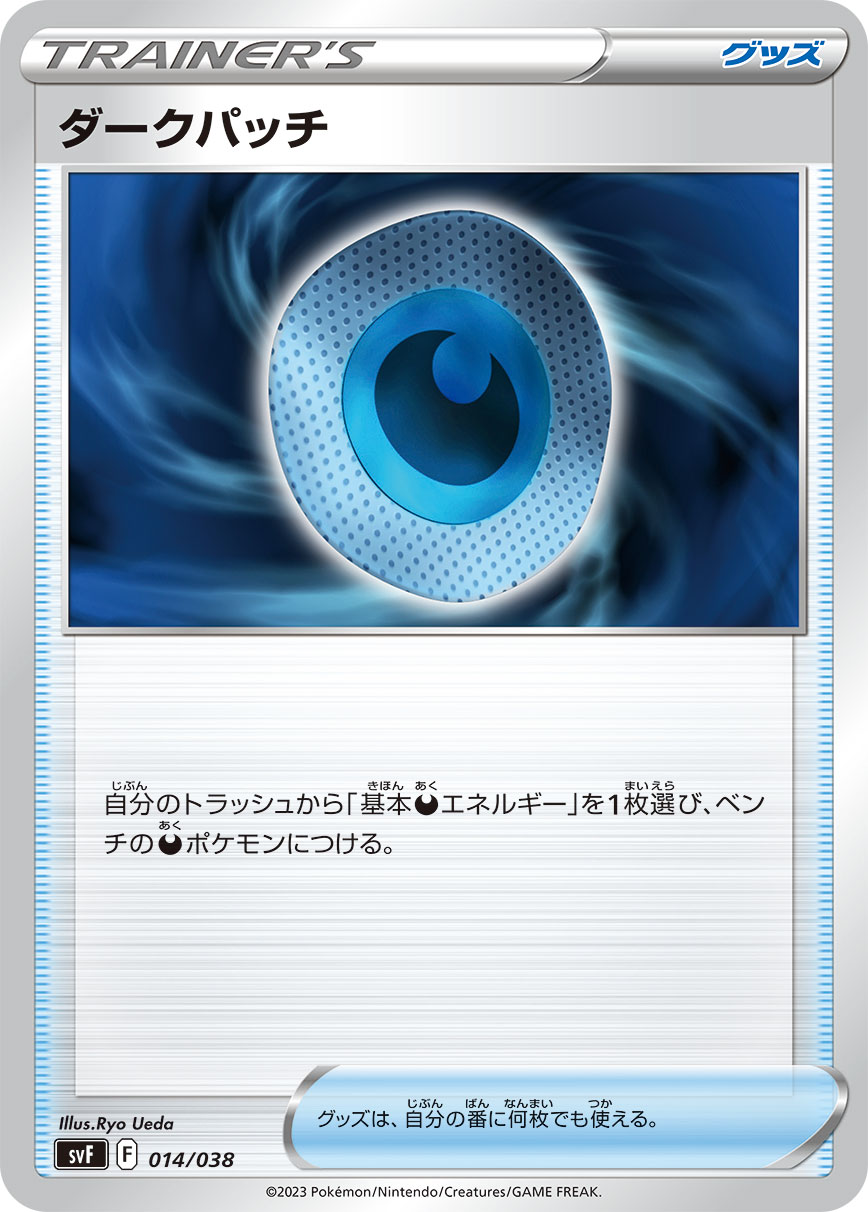 TRAINER'S グッズ
ダークパッチ
自分のトラッシュから「基本エネルギー」を1枚選び、ベン
チのポケモンにつける。
グッズは、自分の番に何枚でも使える。
Illus.Ryo Ueda
svF F 014/038
©2023 Pokémon/Nintendo/Creatures/GAME FREAK.